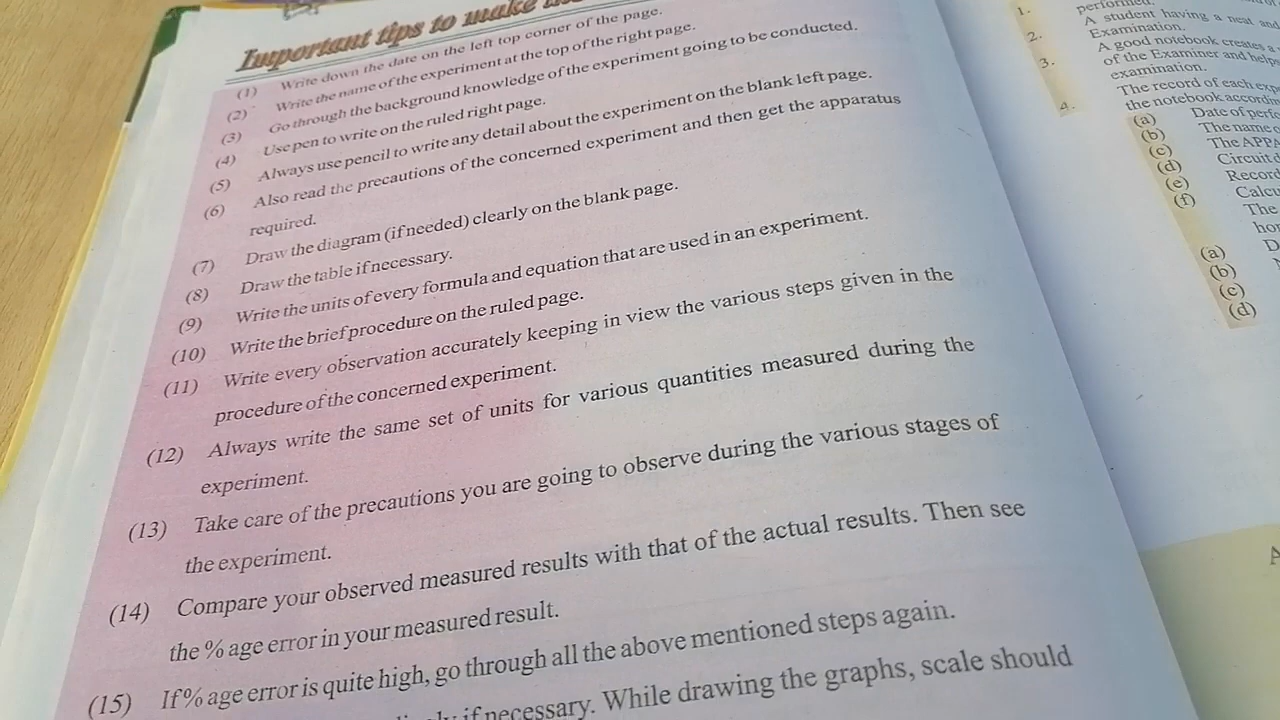 Important tips to make
(1) Write down the date on the left top corner of the page.
(2) Write the name of the experiment at the top of the right page.
(3) Go through the background knowledge of the experiment going to be conducted.
(4) Use pen to write on the ruled right page.
(5) Always use pencil to write any detail about the experiment on the blank left page.
(6) Also read the precautions of the concerned experiment and then get the apparatus
required.
(7) Draw the diagram (if needed) clearly on the blank page.
(8) Draw the table if necessary.
(9) Write the units of every formula and equation that are used in an experiment.
(10) Write the brief procedure on the ruled page.
(11) Write every observation accurately keeping in view the various steps given in the
procedure of the concerned experiment.
(12) Always write the same set of units for various quantities measured during the
experiment.
(13) Take care of the precautions you are going to observe during the various stages of
the experiment.
(14) Compare your observed measured results with that of the actual results. Then see
the % age error in your measured result.
(15) If % age error is quite high, go through all the above mentioned steps again.
if necessary. While drawing the graphs, scale should
1. performed.
2. A student having a neat and
Examination.
3. A good notebook creates a
of the Examiner and helps
examination.
4. The record of each
the notebook
(a) Date of
(b) The name
(c) The
(d) Circuit
(e) Record
(f)
The
(a)
(b)
(c)
(d)